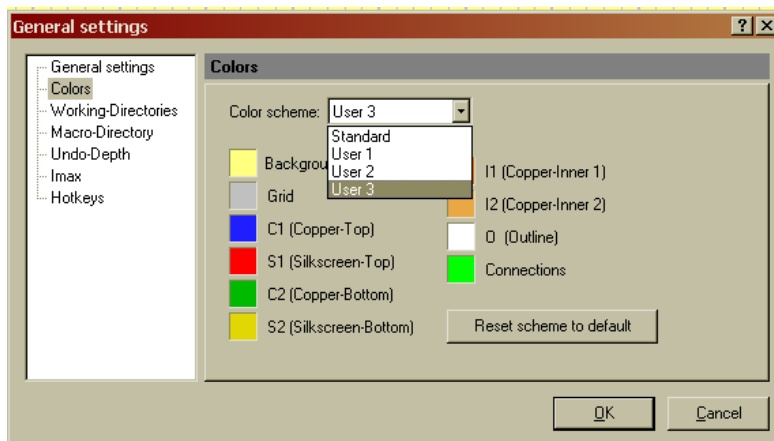 General settings
General settings
Colors
Working-Directories
Macro-Directory
Undo-Depth
Imax
Hotkeys
Colors
Color scheme: User 3
Standard
User 1
User 2
User 3
Backgrou
Grid
C1 (Copper-Top)
S1 (Silkscreen-Top)
C2 (Copper-Bottom)
S2 (Silkscreen-Bottom)
I1 (Copper-Inner 1)
I2 (Copper-Inner 2)
O (Outline)
Connections
Reset scheme to default
OK
Cancel